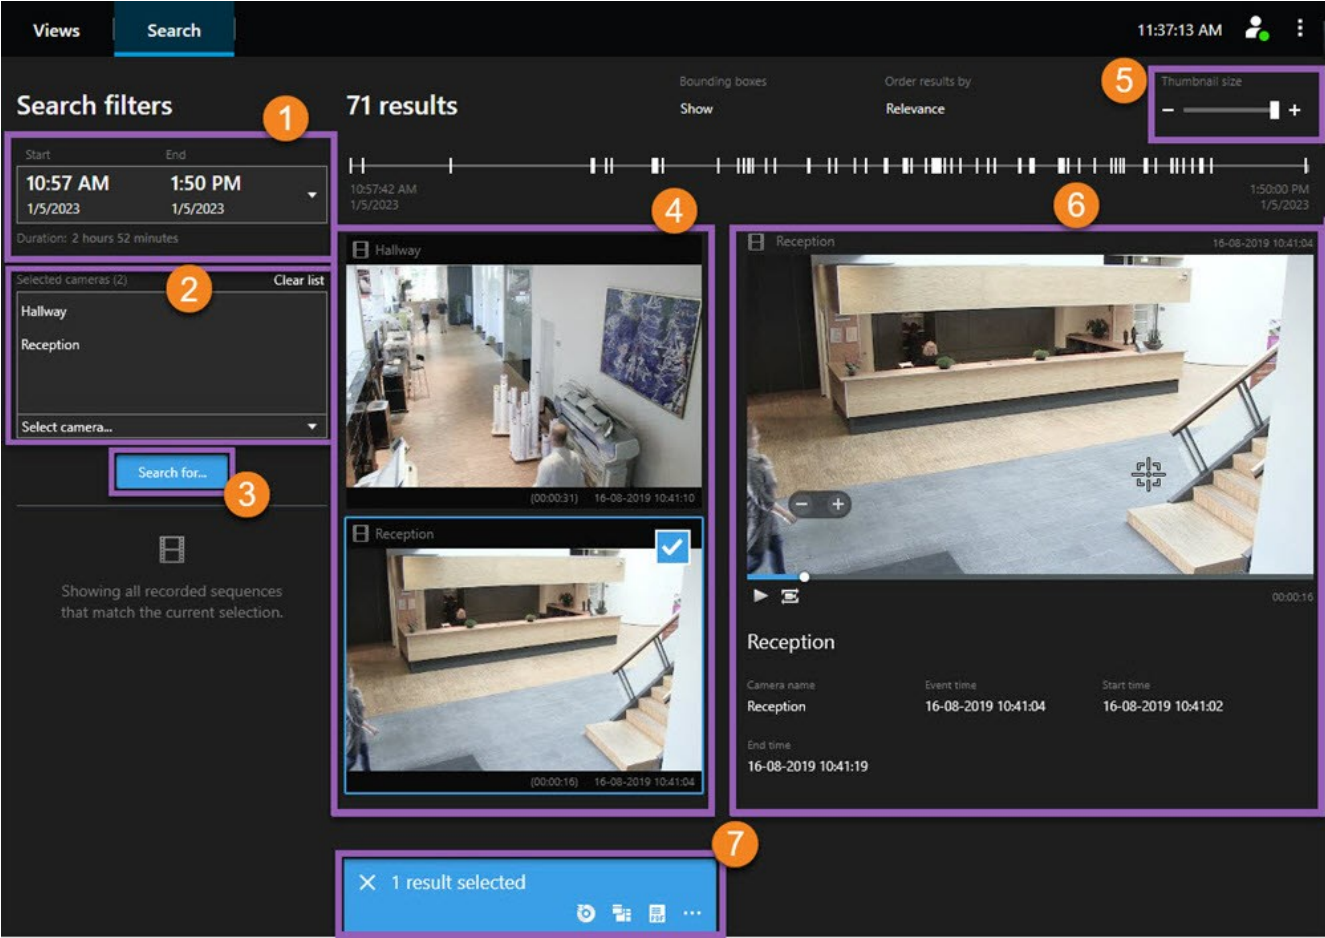 Views
Search
11:37:13 AM
Search filters
1
71 results
Bounding boxes
Show
Order results by
Relevance
5
Thumbnail size
Start
End
10:57 AM
1:50 PM
1/5/2023
1/5/2023
Duration: 2 hours 52 minutes
10:57:42 AM
1/5/2023
1:50:00 PM
1/5/2023
4
6
2
Selected cameras (2)
Clear list
Hallway
Reception
Select camera...
Search for...
3
Showing all recorded sequences
that match the current selection.
Hallway
(00:00:31) 16-08-2019 10:41:10
Reception
(00:00:16) 16-08-2019 10:41:04
Reception
16-08-2019 10:41:04
00:00:16
Reception
Camera name
Reception
Event time
16-08-2019 10:41:04
Start time
16-08-2019 10:41:02
End time
16-08-2019 10:41:19
7
1 result selected
PDF